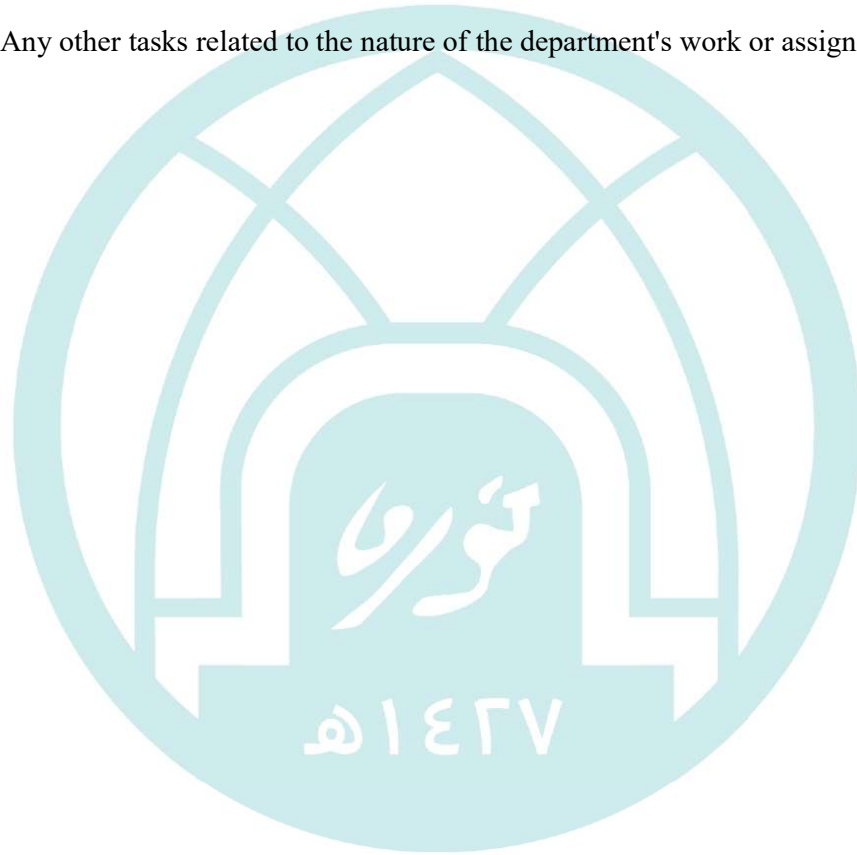 Any other tasks related to the nature of the department's work or assign
١٤٢٧هـ